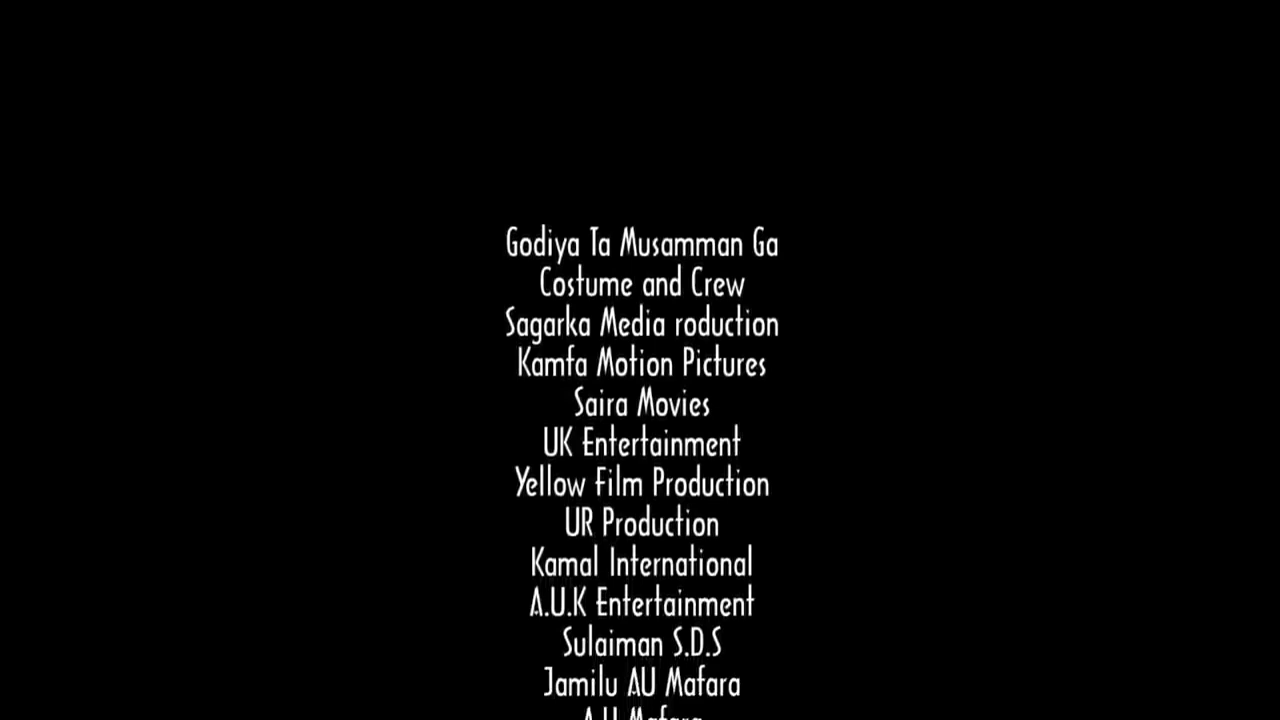 Godiya Ta Musamman Ga
Costume and Crew
Sagarka Media roduction
Kamfa Motion Pictures
Saira Movies
UK Entertainment
Yellow Film Production
UR Production
Kamal International
A.U.K Entertainment
Sulaiman S.D.S
Jamilu AU Mafara
A.U Mafara